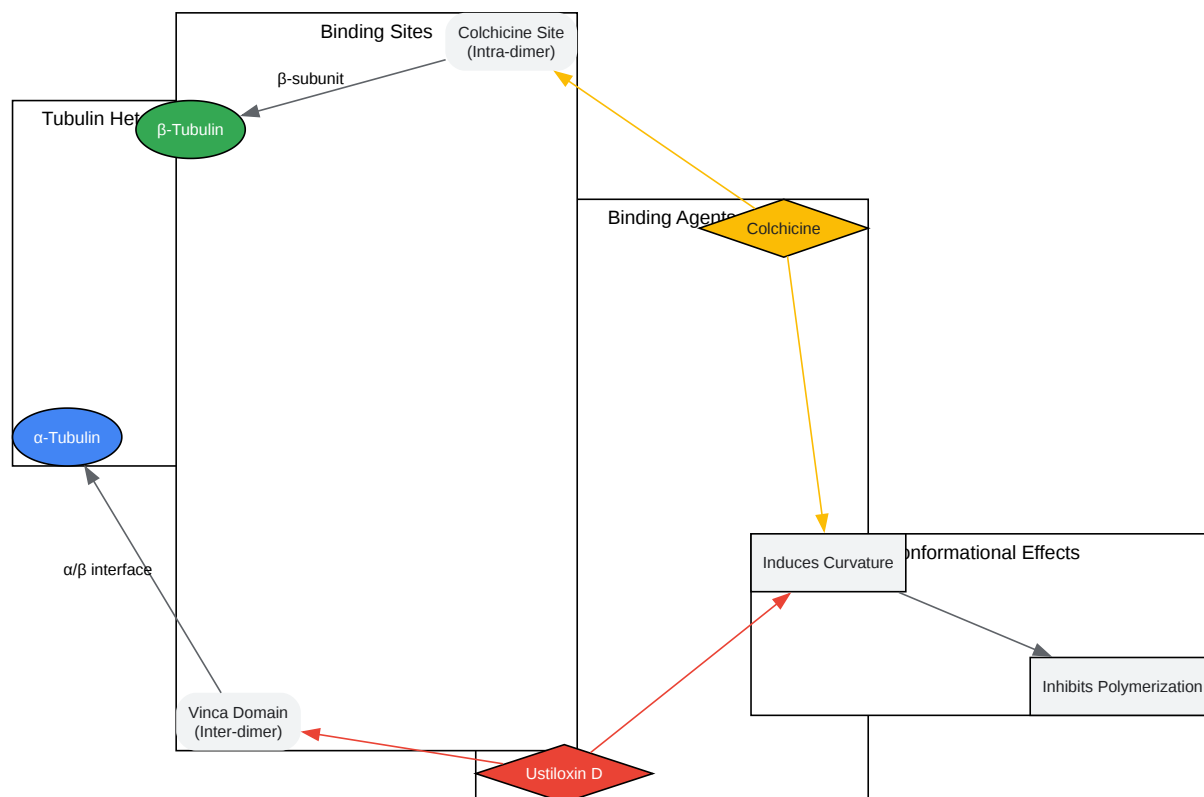 Binding Sites
Colchicine Site
(Intra-dimer)
β-subunit
Tubulin Het
β-Tubulin
Binding Agents
Colchicine
α-Tubulin
onformational Effects
Induces Curvature
α/β interface
Inhibits Polymerization
Vinca Domain
(Inter-dimer)
Ustiloxin D